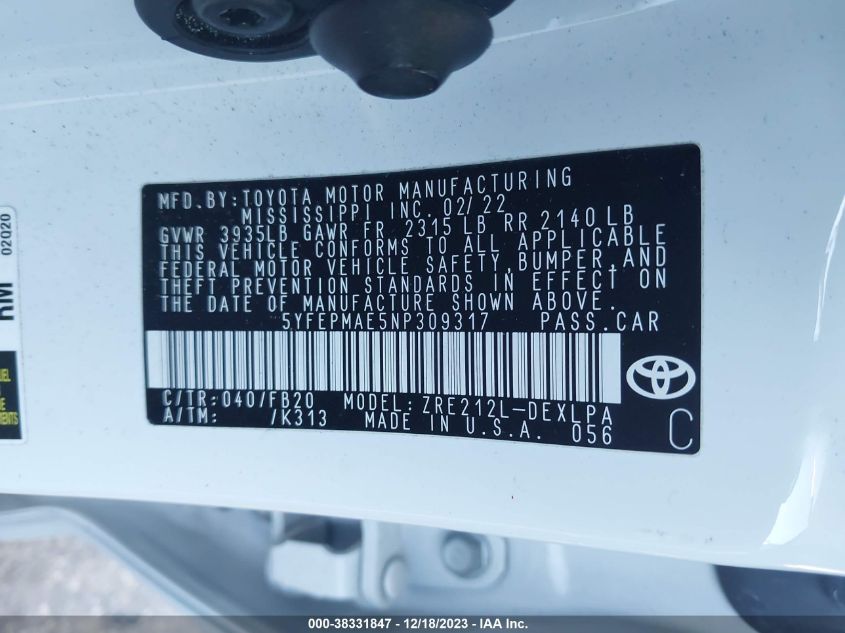 MFD.BY:TOYOTA MOTOR MANUFACTURING
MISSISSIPPI INC. 02/22
GVWR 3935LB GAWR FR 2315 LB RR 2140 LB
THIS VEHICLE CONFORMS TO ALL APPLICABLE
FEDERAL MOTOR VEHICLE SAFETY,BUMPER,AND
THEFT PREVENTION STANDARDS IN EFFECT ON
THE DATE OF MANUFACTURE SHOWN ABOVE.
5YFEPMAE5NP309317 PASS.CAR
C/TR:040/FB20 MODEL:ZRE212L-DEXLPA
A/TM: /K313 MADE IN U.S.A. 056
C
RM
02020
000-38331847 - 12/18/2023 - IAA Inc.